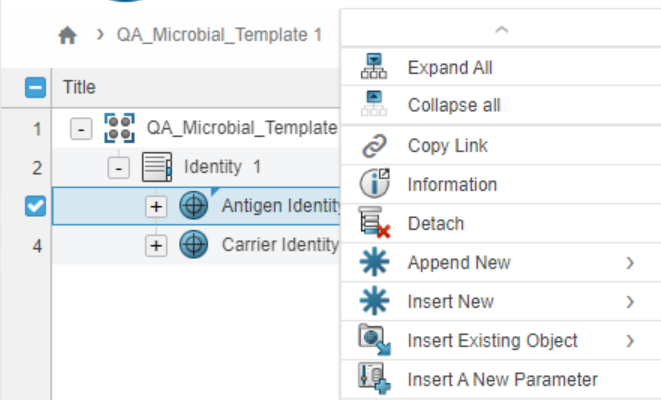 QA_Microbial_Template 1
Title
1 QA_Microbial_Template
2 Identity 1
Antigen Identity
4 Carrier Identity
Expand All
Collapse all
Copy Link
Information
Detach
Append New
Insert New
Insert Existing Object
Insert A New Parameter